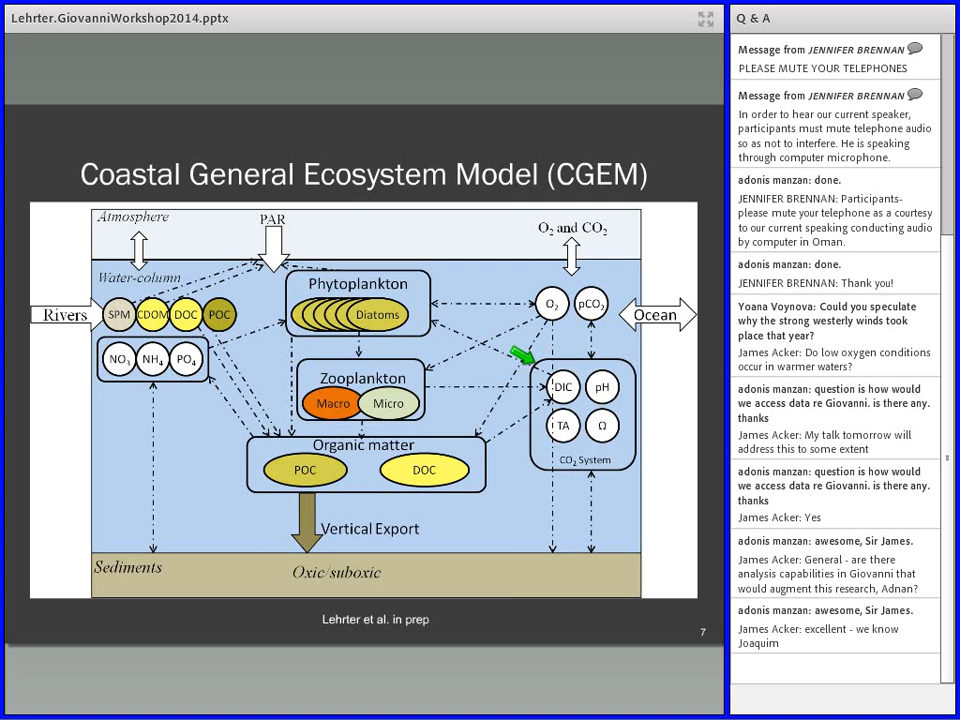 Lehrter.GiovanniWorkshop2014.pptx
Coastal General Ecosystem Model (CGEM)
Atmosphere
PAR
O2 and CO2
Water-column
Phytoplankton
Rivers
SPM
CDOM
DOC
POC
Diatoms
O2
pCO2
Ocean
NO3
NH4
PO4
Zooplankton
Macro
Micro
DIC
pH
TA
Ω
CO2 System
Organic matter
POC
DOC
Vertical Export
Sediments
Oxic/suboxic
Lehrter et al. in prep
7
Q & A
Message from JENNIFER BRENNAN
PLEASE MUTE YOUR TELEPHONES
Message from JENNIFER BRENNAN
In order to hear our current speaker,
participants must mute telephone audio
so as not to interfere. He is speaking
through computer microphone.
adonis manzan: done.
JENNIFER BRENNAN: Participants-
please mute your telephone as a courtesy
to our current speaking conducting audio
by computer in Oman.
adonis manzan: done.
JENNIFER BRENNAN: Thank you!
Yoana Voynova: Could you speculate
why the strong westerly winds took
place that year?
James Acker: Do low oxygen conditions
occur in warmer waters?
adonis manzan: question is how would
we access data re Giovanni. is there any.
thanks
James Acker: My talk tomorrow will
address this to some extent
adonis manzan: question is how would
we access data re Giovanni. is there any.
thanks
James Acker: Yes
adonis manzan: awesome, Sir James.
James Acker: General - are there
analysis capabilities in Giovanni that
would augment this research, Adnan?
adonis manzan: awesome, Sir James.
James Acker: excellent - we know
Joaquim